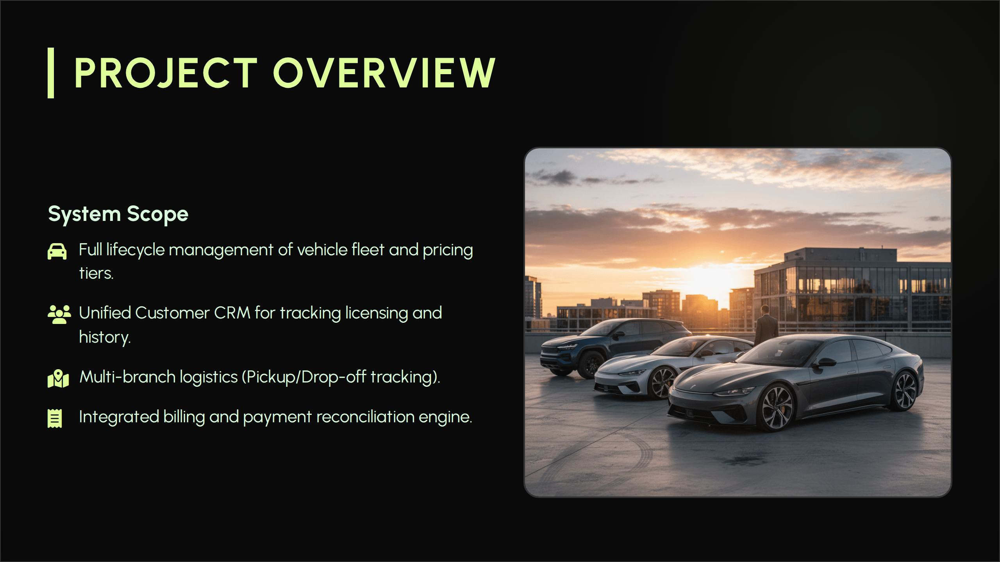 PROJECT OVERVIEW
System Scope
Full lifecycle management of vehicle fleet and pricing
tiers.
Unified Customer CRM for tracking licensing and
history.
Multi-branch logistics (Pickup/Drop-off tracking).
Integrated billing and payment reconciliation engine.